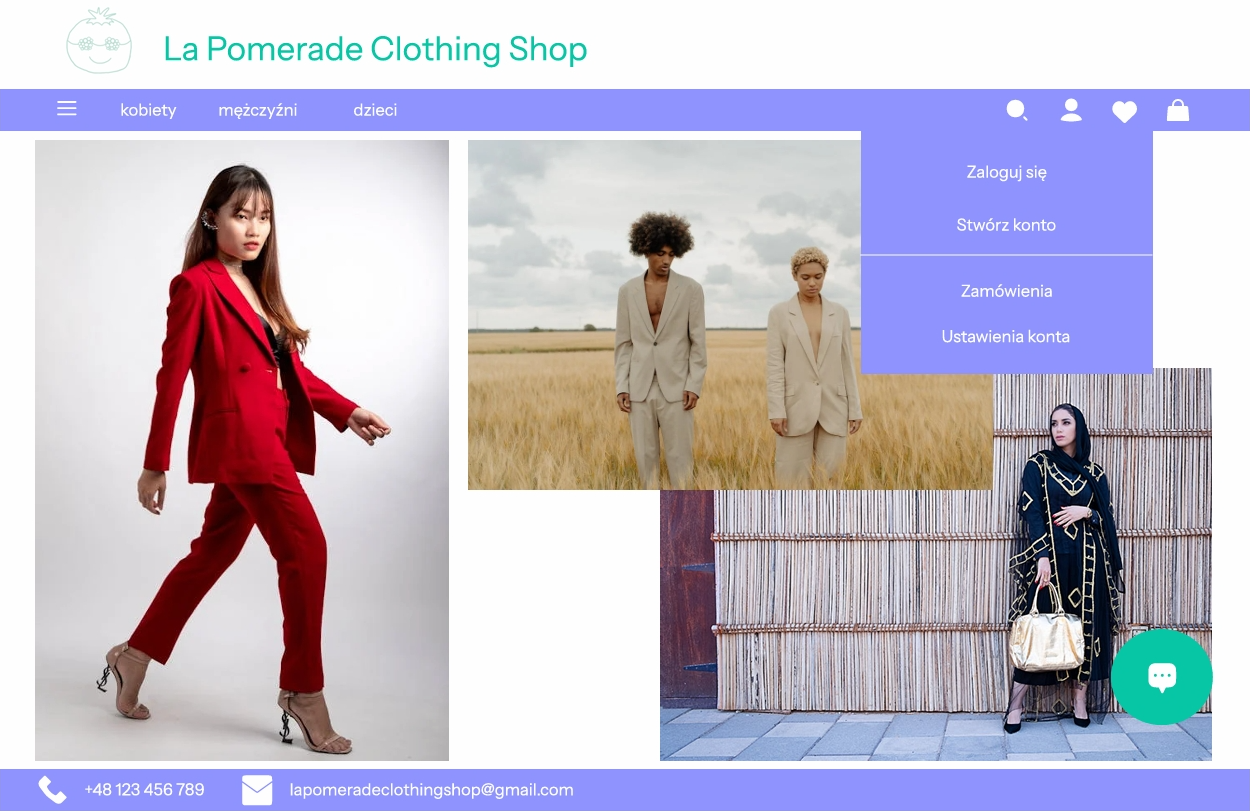 La Pomerade Clothing Shop
kobiety mężczyźni dzieci
Zaloguj się
Stwórz konto
Zamówienia
Ustawienia konta
+48 123 456 789 lapomeradeclothingshop@gmail.com